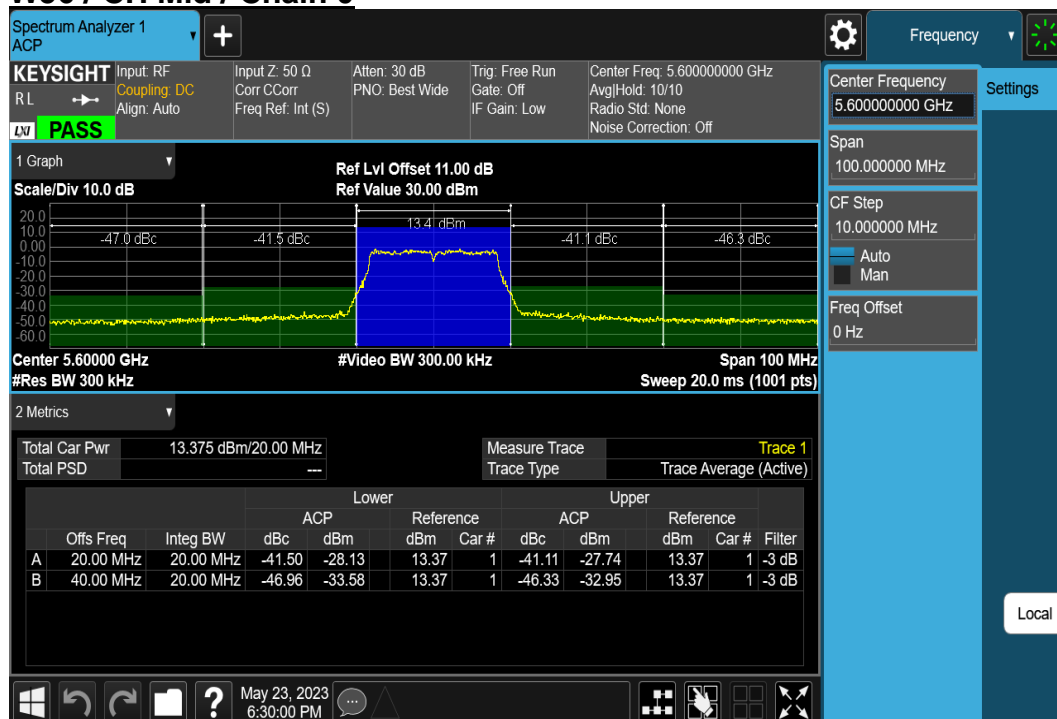 W56 / CH Mid / Chain 0
Spectrum Analyzer 1
ACP
+
Frequency
KEYSIGHT Input: RF Input Z: 50 Ω Atten: 30 dB Trig: Free Run Center Freq: 5.600000000 GHz
R L Coupling: DC Corr CCorr PNO: Best Wide Gate: Off Avg|Hold: 10/10
Align: Auto Freq Ref: Int (S) IF Gain: Low Radio Std: None
LXI PASS Noise Correction: Off
Center Frequency
5.600000000 GHz
Settings
Span
100.000000 MHz
CF Step
10.000000 MHz
Auto
Man
Freq Offset
0 Hz
1 Graph
Ref Lvl Offset 11.00 dB
Scale/Div 10.0 dB Ref Value 30.00 dBm
20.0
10.0
0.00
-10.0
-20.0
-30.0
-40.0
-50.0
-60.0
-47.0 dBc -41.5 dBc 13.4 dBm -41.1 dBc -46.3 dBc
Center 5.60000 GHz #Video BW 300.00 kHz Span 100 MHz
#Res BW 300 kHz Sweep 20.0 ms (1001 pts)
2 Metrics
Total Car Pwr 13.375 dBm/20.00 MHz Measure Trace Trace 1
Total PSD --- Trace Type Trace Average (Active)
Lower Upper
ACP Reference ACP Reference
Offs Freq Integ BW dBc dBm dBm Car # dBc dBm dBm Car # Filter
A 20.00 MHz 20.00 MHz -41.50 -28.13 13.37 1 -41.11 -27.74 13.37 1 -3 dB
B 40.00 MHz 20.00 MHz -46.96 -33.58 13.37 1 -46.33 -32.95 13.37 1 -3 dB
Local
?
May 23, 2023
6:30:00 PM